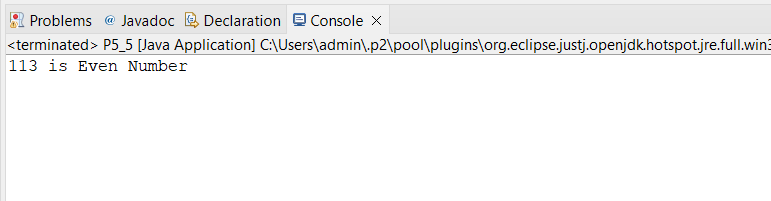 Problems @ Javadoc Declaration Console
<terminated> P5_5 [Java Application] C:\Users\admin\.p2\pool\plugins\org.eclipse.justj.openjdk.hotspot.jre.full.win3
113 is Even Number